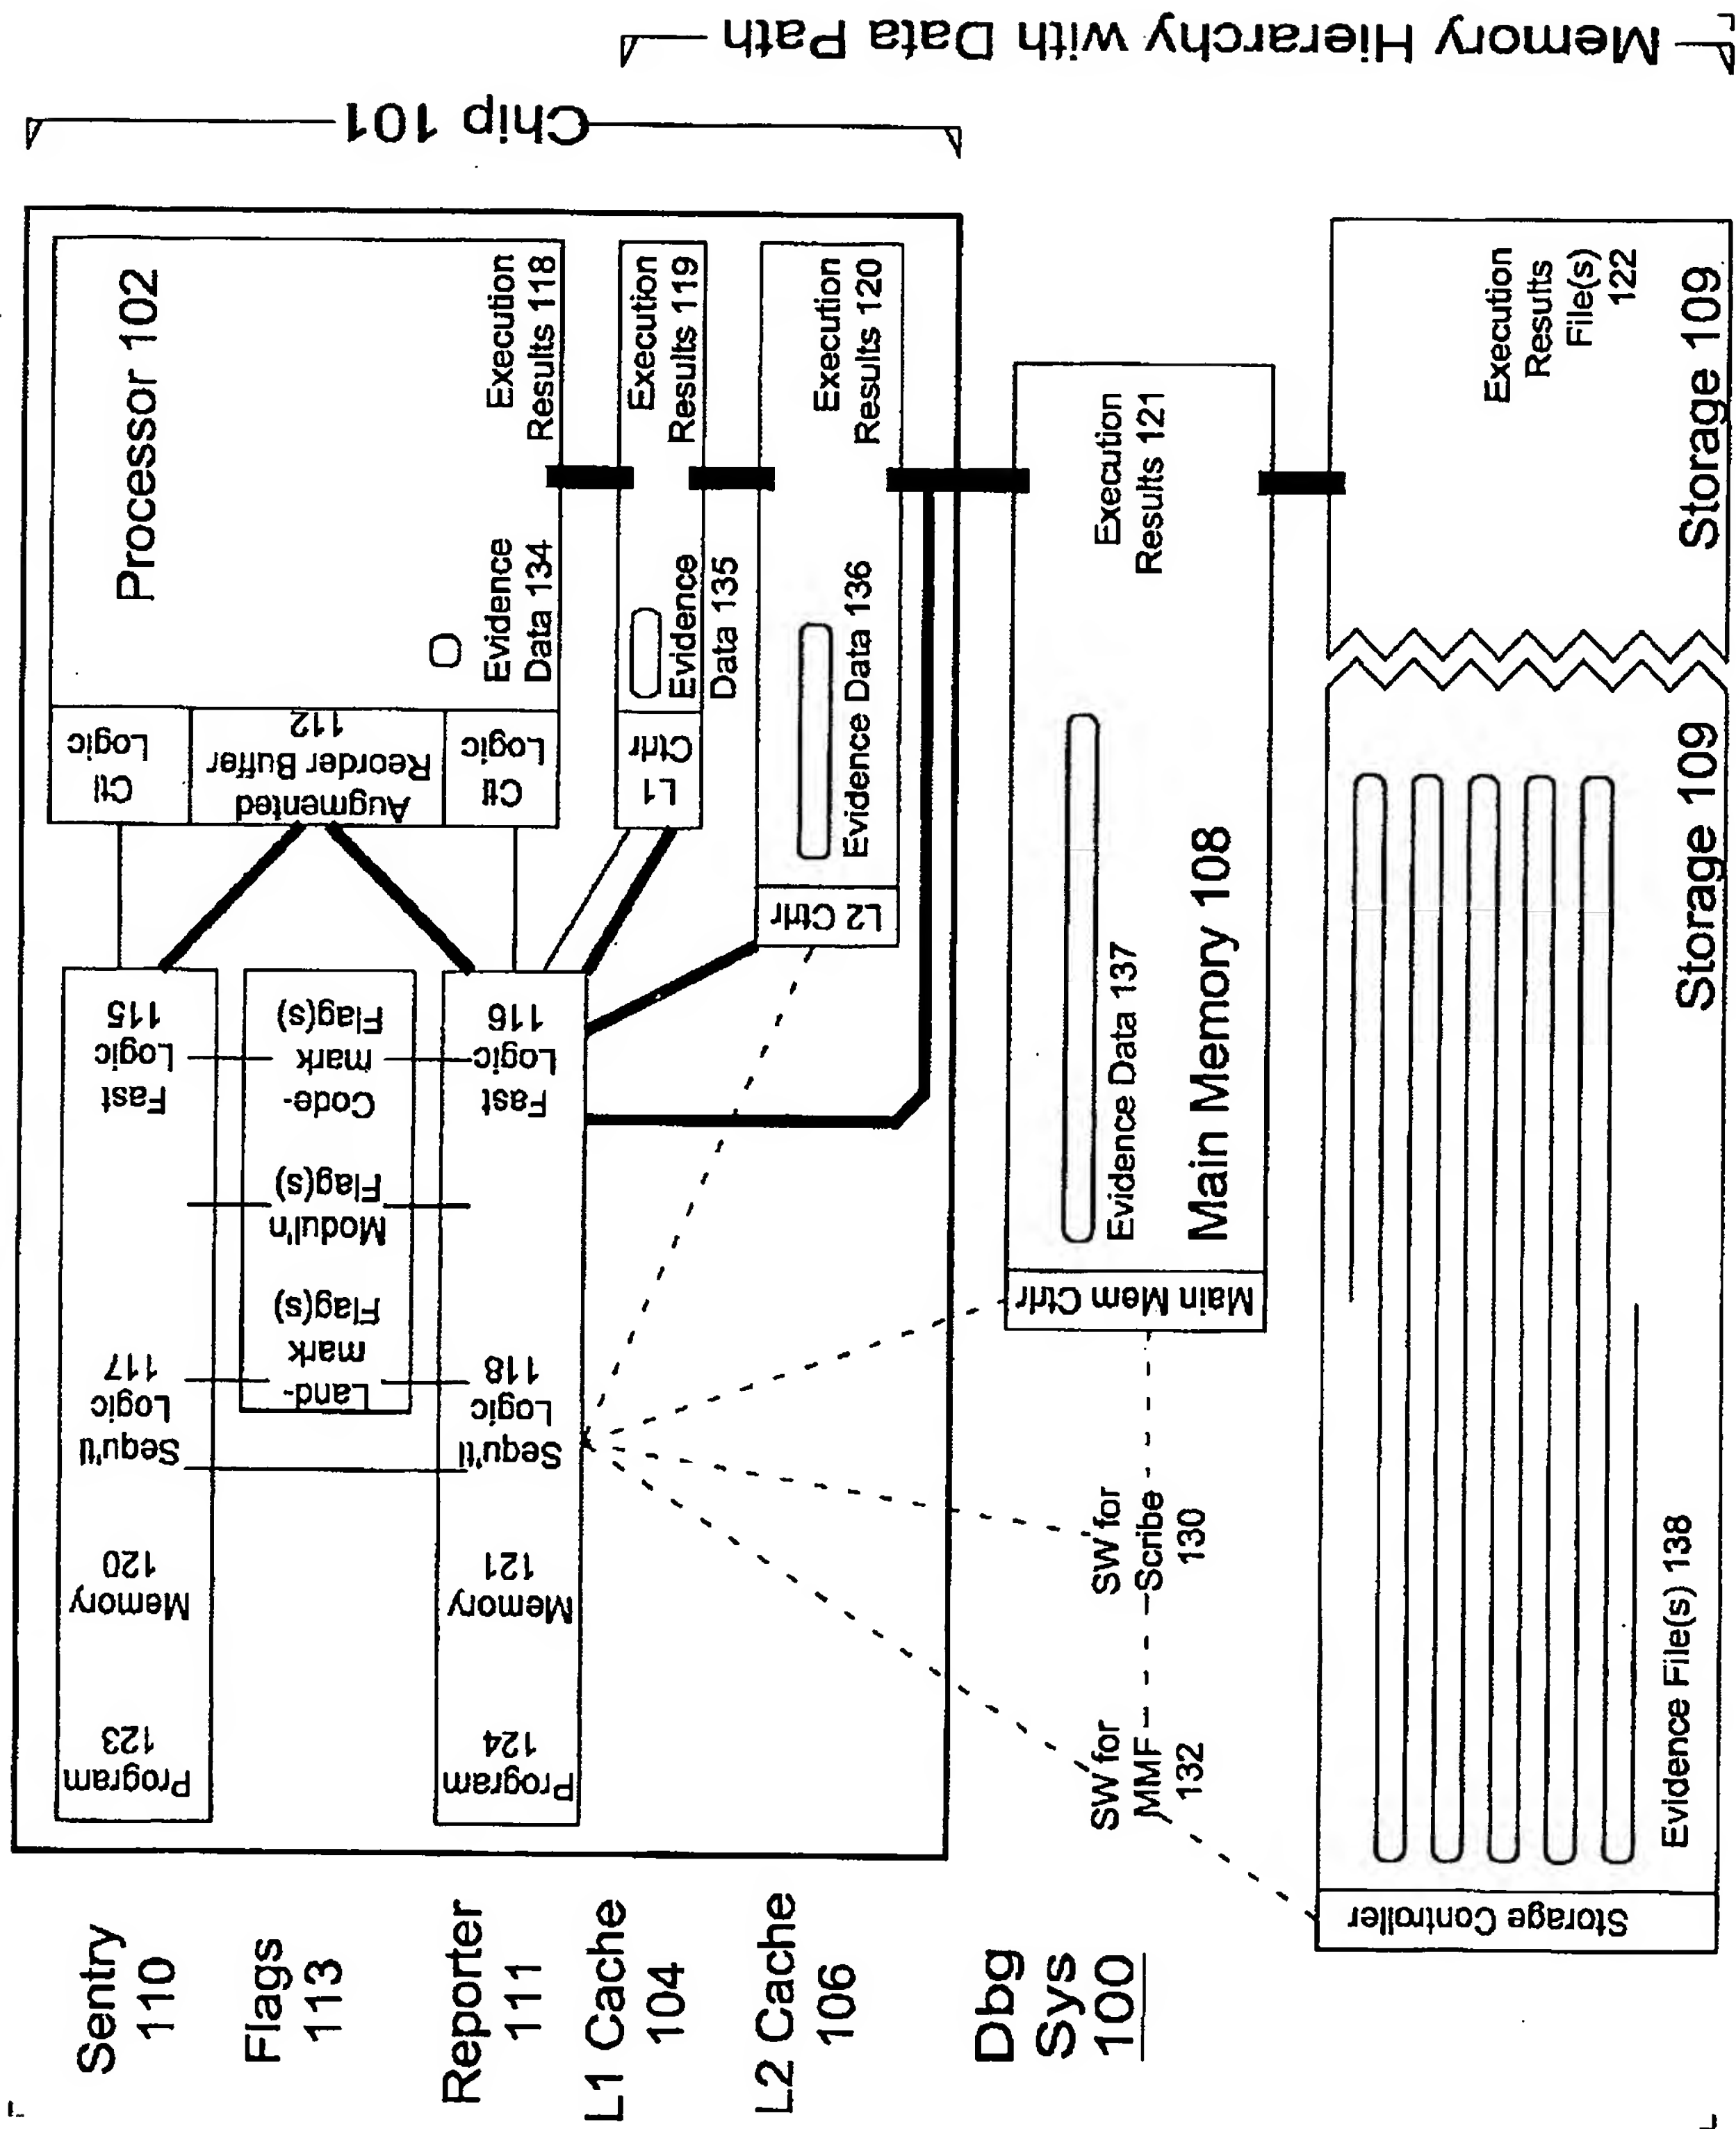 Memory Hierarchy with Data Path
Chip 101
Processor 102
Execution
Results 118
Evidence
Data 134
Ctl
Logic
Augmented
Reorder Buffer
112
Ctl
Logic
Execution
Results 119
Evidence
Data 135
L1
Ctrlr
Execution
Results 120
Evidence Data 136
L2 Ctrlr
Fast
Logic
115
Sequ'tl
Logic
117
Memory
120
Program
123
Code-
mark
Flag(s)
Modul'n
Flag(s)
Land-
mark
Flag(s)
Fast
Logic
116
Sequ'tl
Logic
118
Memory
121
Program
124
Execution
Results 121
Evidence Data 137
Main Memory 108
Main Mem Ctrlr
SW for
Scribe
130
SW for
MMF
132
Execution
Results
File(s)
122
Storage 109
Storage 109
Evidence File(s) 138
Storage Controller
Sentry
110
Flags
113
Reporter
111
L1 Cache
104
L2 Cache
106
Dbg
Sys
100